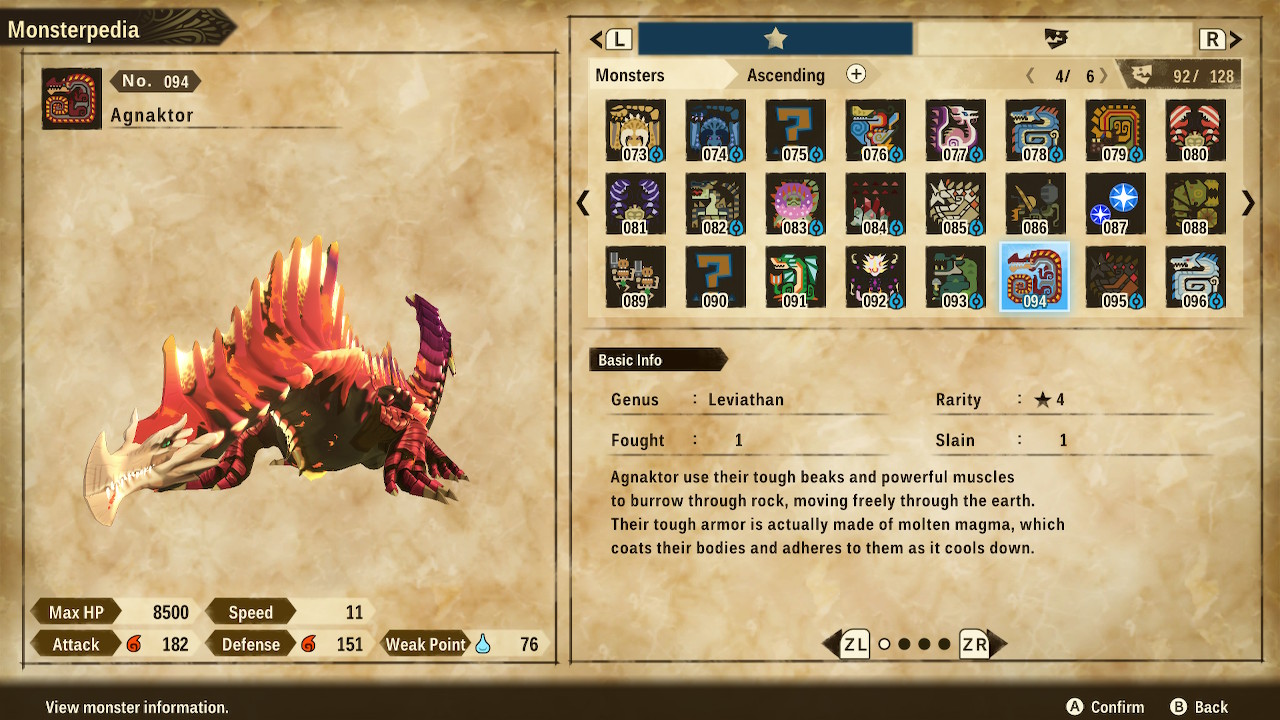 Monsterpedia
No. 094
Agnaktor
Max HP 8500 Speed 11
Attack 182 Defense 151 Weak Point 76
L R
Monsters Ascending 4/ 6 92/ 128
073 074 075 076 077 078 079 080
081 082 083 084 085 086 087 088
089 090 091 092 093 094 095 096
Basic Info
Genus : Leviathan Rarity : ★ 4
Fought : 1 Slain : 1
Agnaktor use their tough beaks and powerful muscles
to burrow through rock, moving freely through the earth.
Their tough armor is actually made of molten magma, which
coats their bodies and adheres to them as it cools down.
ZL ZR
View monster information.
A Confirm B Back